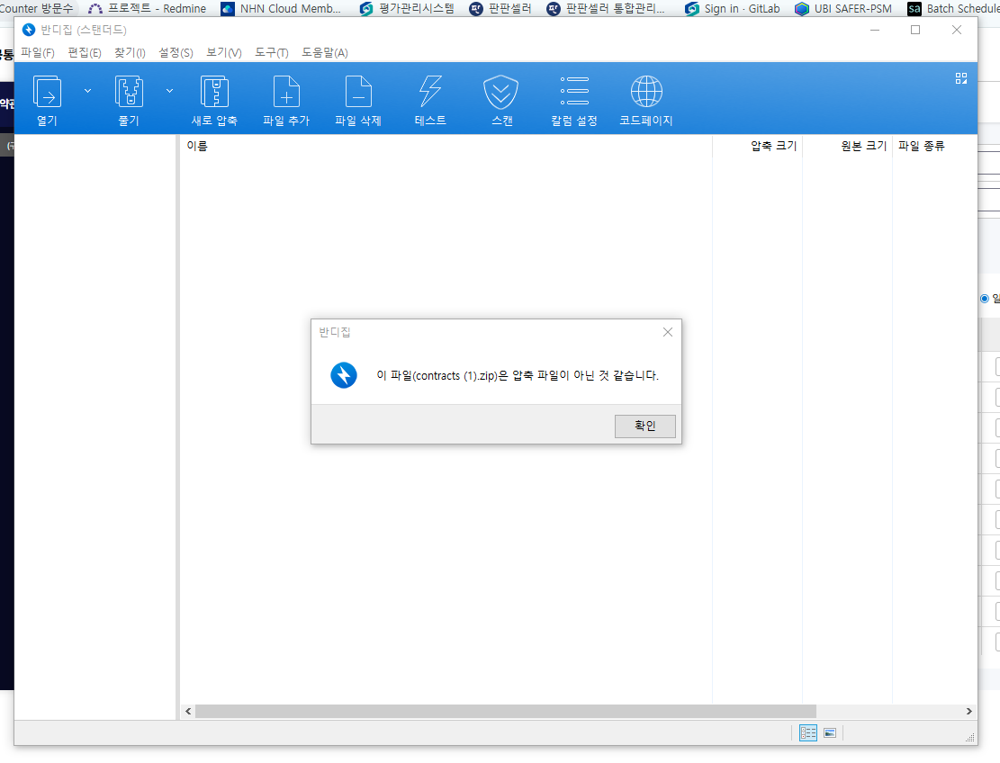 Counter 방문수 프로젝트 - Redmine NHN Cloud Memb... 평가관리시스템 판판셀러 판판셀러 통합관리... Sign in · GitLab UBI SAFER-PSM Batch Schedule
반디집 (스탠더드)
파일(F) 편집(E) 찾기(I) 설정(S) 보기(V) 도구(T) 도움말(A)
열기 풀기 새로 압축 파일 추가 파일 삭제 테스트 스캔 칼럼 설정 코드페이지
이름 압축 크기 원본 크기 파일 종류
반디집
이 파일(contracts (1).zip)은 압축 파일이 아닌 것 같습니다.
확인